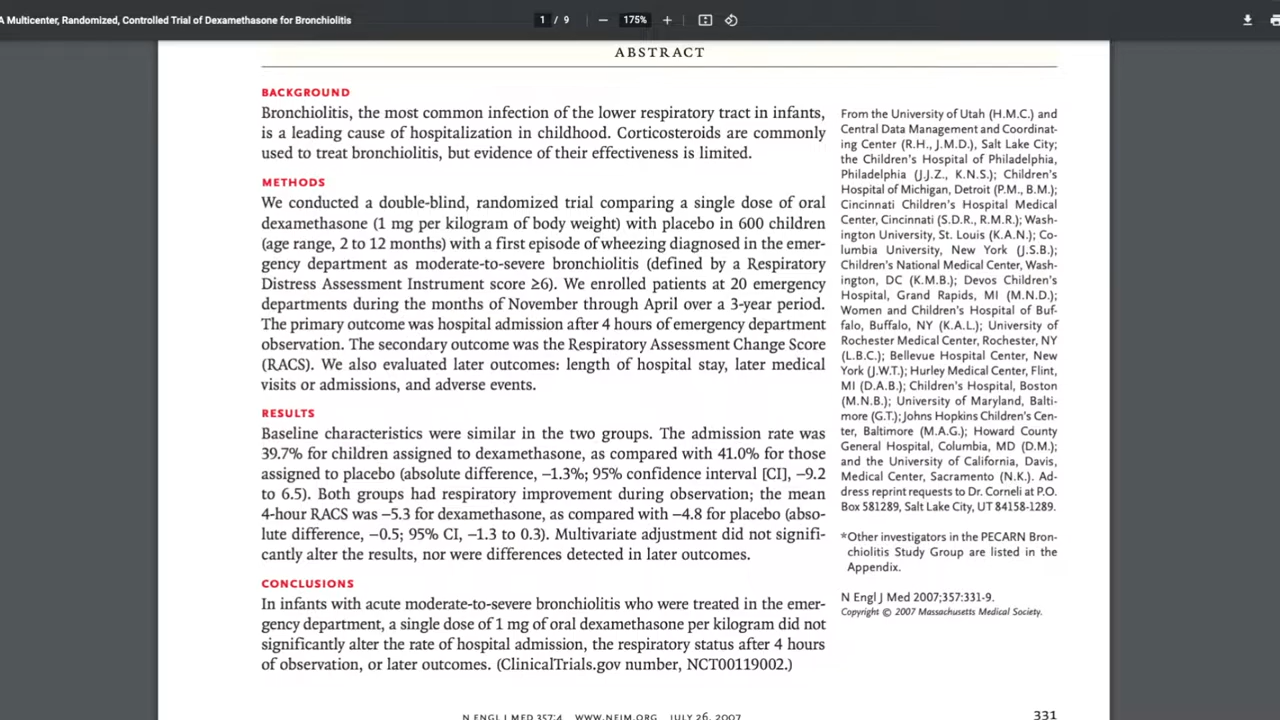 A Multicenter, Randomized, Controlled Trial of Dexamethasone for Bronchiolitis
1 / 9
175%
ABSTRACT
BACKGROUND
Bronchiolitis, the most common infection of the lower respiratory tract in infants,
is a leading cause of hospitalization in childhood. Corticosteroids are commonly
used to treat bronchiolitis, but evidence of their effectiveness is limited.
METHODS
We conducted a double-blind, randomized trial comparing a single dose of oral
dexamethasone (1 mg per kilogram of body weight) with placebo in 600 children
(age range, 2 to 12 months) with a first episode of wheezing diagnosed in the emer-
gency department as moderate-to-severe bronchiolitis (defined by a Respiratory
Distress Assessment Instrument score ≥6). We enrolled patients at 20 emergency
departments during the months of November through April over a 3-year period.
The primary outcome was hospital admission after 4 hours of emergency department
observation. The secondary outcome was the Respiratory Assessment Change Score
(RACS). We also evaluated later outcomes: length of hospital stay, later medical
visits or admissions, and adverse events.
RESULTS
Baseline characteristics were similar in the two groups. The admission rate was
39.7% for children assigned to dexamethasone, as compared with 41.0% for those
assigned to placebo (absolute difference, −1.3%; 95% confidence interval [CI], −9.2
to 6.5). Both groups had respiratory improvement during observation; the mean
4-hour RACS was −5.3 for dexamethasone, as compared with −4.8 for placebo (abso-
lute difference, −0.5; 95% CI, −1.3 to 0.3). Multivariate adjustment did not signifi-
cantly alter the results, nor were differences detected in later outcomes.
CONCLUSIONS
In infants with acute moderate-to-severe bronchiolitis who were treated in the emer-
gency department, a single dose of 1 mg of oral dexamethasone per kilogram did not
significantly alter the rate of hospital admission, the respiratory status after 4 hours
of observation, or later outcomes. (ClinicalTrials.gov number, NCT00119002.)
From the University of Utah (H.M.C.) and
Central Data Management and Coordinat-
ing Center (R.H., J.M.D.), Salt Lake City;
the Children's Hospital of Philadelphia,
Philadelphia (J.J.Z., K.N.S.); Children's
Hospital of Michigan, Detroit (P.M., B.M.);
Cincinnati Children's Hospital Medical
Center, Cincinnati (S.D.R., R.M.R.); Wash-
ington University, St. Louis (K.A.N.); Co-
lumbia University, New York (J.S.B.);
Children's National Medical Center, Wash-
ington, DC (K.M.B.); Devos Children's
Hospital, Grand Rapids, MI (M.N.D.);
Women and Children's Hospital of Buf-
falo, Buffalo, NY (K.A.L.); University of
Rochester Medical Center, Rochester, NY
(L.B.C.); Bellevue Hospital Center, New
York (J.W.T.); Hurley Medical Center, Flint,
MI (D.A.B.); Children's Hospital, Boston
(M.N.B.); University of Maryland, Balti-
more (G.T.); Johns Hopkins Children's Cen-
ter, Baltimore (M.A.G.); Howard County
General Hospital, Columbia, MD (D.M.);
and the University of California, Davis,
Medical Center, Sacramento (N.K.). Ad-
dress reprint requests to Dr. Corneli at P.O.
Box 581289, Salt Lake City, UT 84158-1289.
*Other investigators in the PECARN Bron-
chiolitis Study Group are listed in the
Appendix.
N Engl J Med 2007;357:331-9.
Copyright © 2007 Massachusetts Medical Society.
N ENGL J MED 357;4 WWW.NEJM.ORG JULY 26, 2007
331